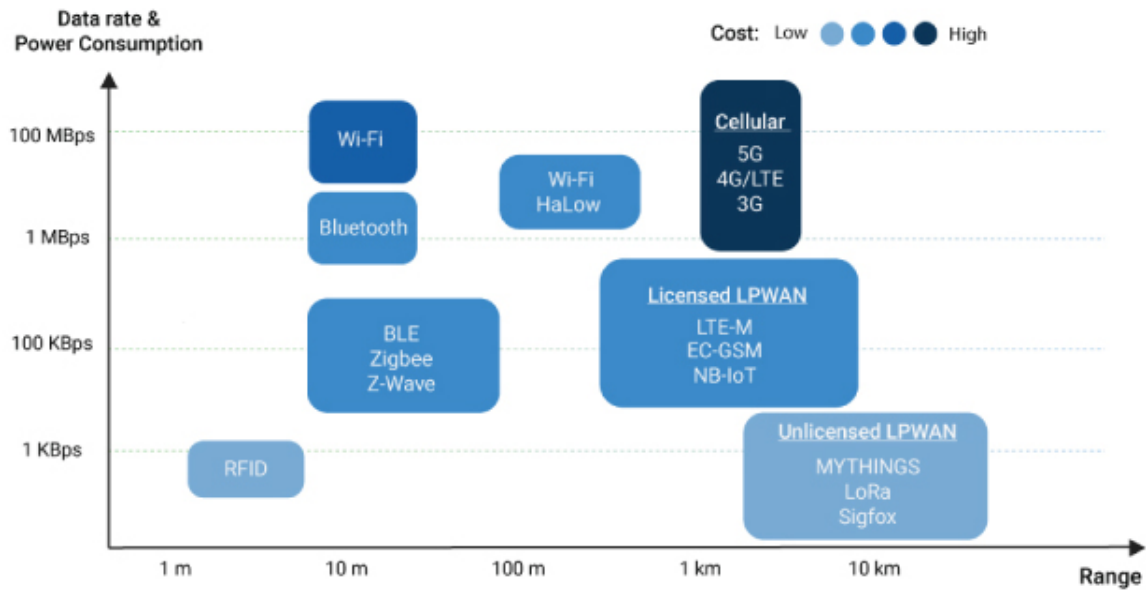 Data rate &
Power Consumption
Cost: Low High
100 MBps
1 MBps
100 KBps
1 KBps
Wi-Fi
Bluetooth
BLE
Zigbee
Z-Wave
RFID
Wi-Fi
HaLow
Cellular
5G
4G/LTE
3G
Licensed LPWAN
LTE-M
EC-GSM
NB-IoT
Unlicensed LPWAN
MYTHINGS
LoRa
Sigfox
1 m
10 m
100 m
1 km
10 km
Range